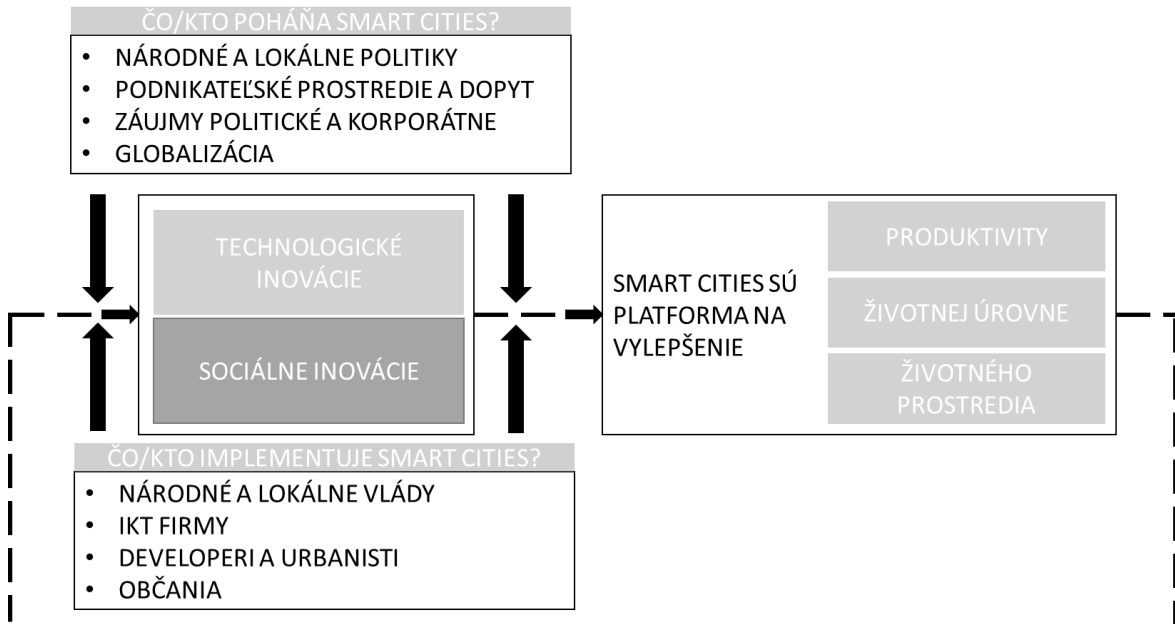 ČO/KTO POHÁŇA SMART CITIES?
• NÁRODNÉ A LOKÁLNE POLITIKY
• PODNIKATEĽSKÉ PROSTREDIE A DOPYT
• ZÁUJMY POLITICKÉ A KORPORÁTNE
• GLOBALIZÁCIA
TECHNOLOGICKÉ
INOVÁCIE
SOCIÁLNE INOVÁCIE
SMART CITIES SÚ
PLATFORMA NA
VYLEPŠENIE
PRODUKTIVITY
ŽIVOTNEJ ÚROVNE
ŽIVOTNÉHO
PROSTREDIA
ČO/KTO IMPLEMENTUJE SMART CITIES?
• NÁRODNÉ A LOKÁLNE VLÁDY
• IKT FIRMY
• DEVELOPERI A URBANISTI
• OBČANIA